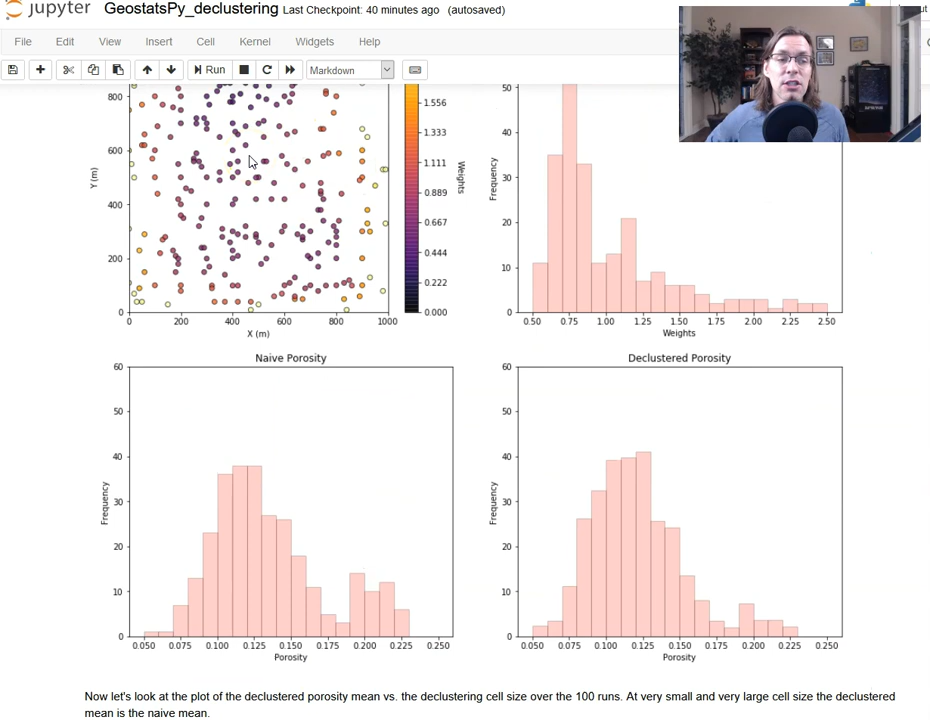 jupyter GeostatsPy_declustering Last Checkpoint: 40 minutes ago (autosaved)
File Edit View Insert Cell Kernel Widgets Help
Run Markdown
800
600
400
200
0
Y (m)
0 200 400 600 800 1000
X (m)
1.556
1.333
1.111
0.889
0.667
0.444
0.222
0.000
Weights
50
40
30
20
10
0
Frequency
0.50 0.75 1.00 1.25 1.50 1.75 2.00 2.25 2.50
Weights
Naive Porosity
60
50
40
30
20
10
0
Frequency
0.050 0.075 0.100 0.125 0.150 0.175 0.200 0.225 0.250
Porosity
Declustered Porosity
60
50
40
30
20
10
0
Frequency
0.050 0.075 0.100 0.125 0.150 0.175 0.200 0.225 0.250
Porosity
Now let's look at the plot of the declustered porosity mean vs. the declustering cell size over the 100 runs. At very small and very large cell size the declustered
mean is the naive mean.